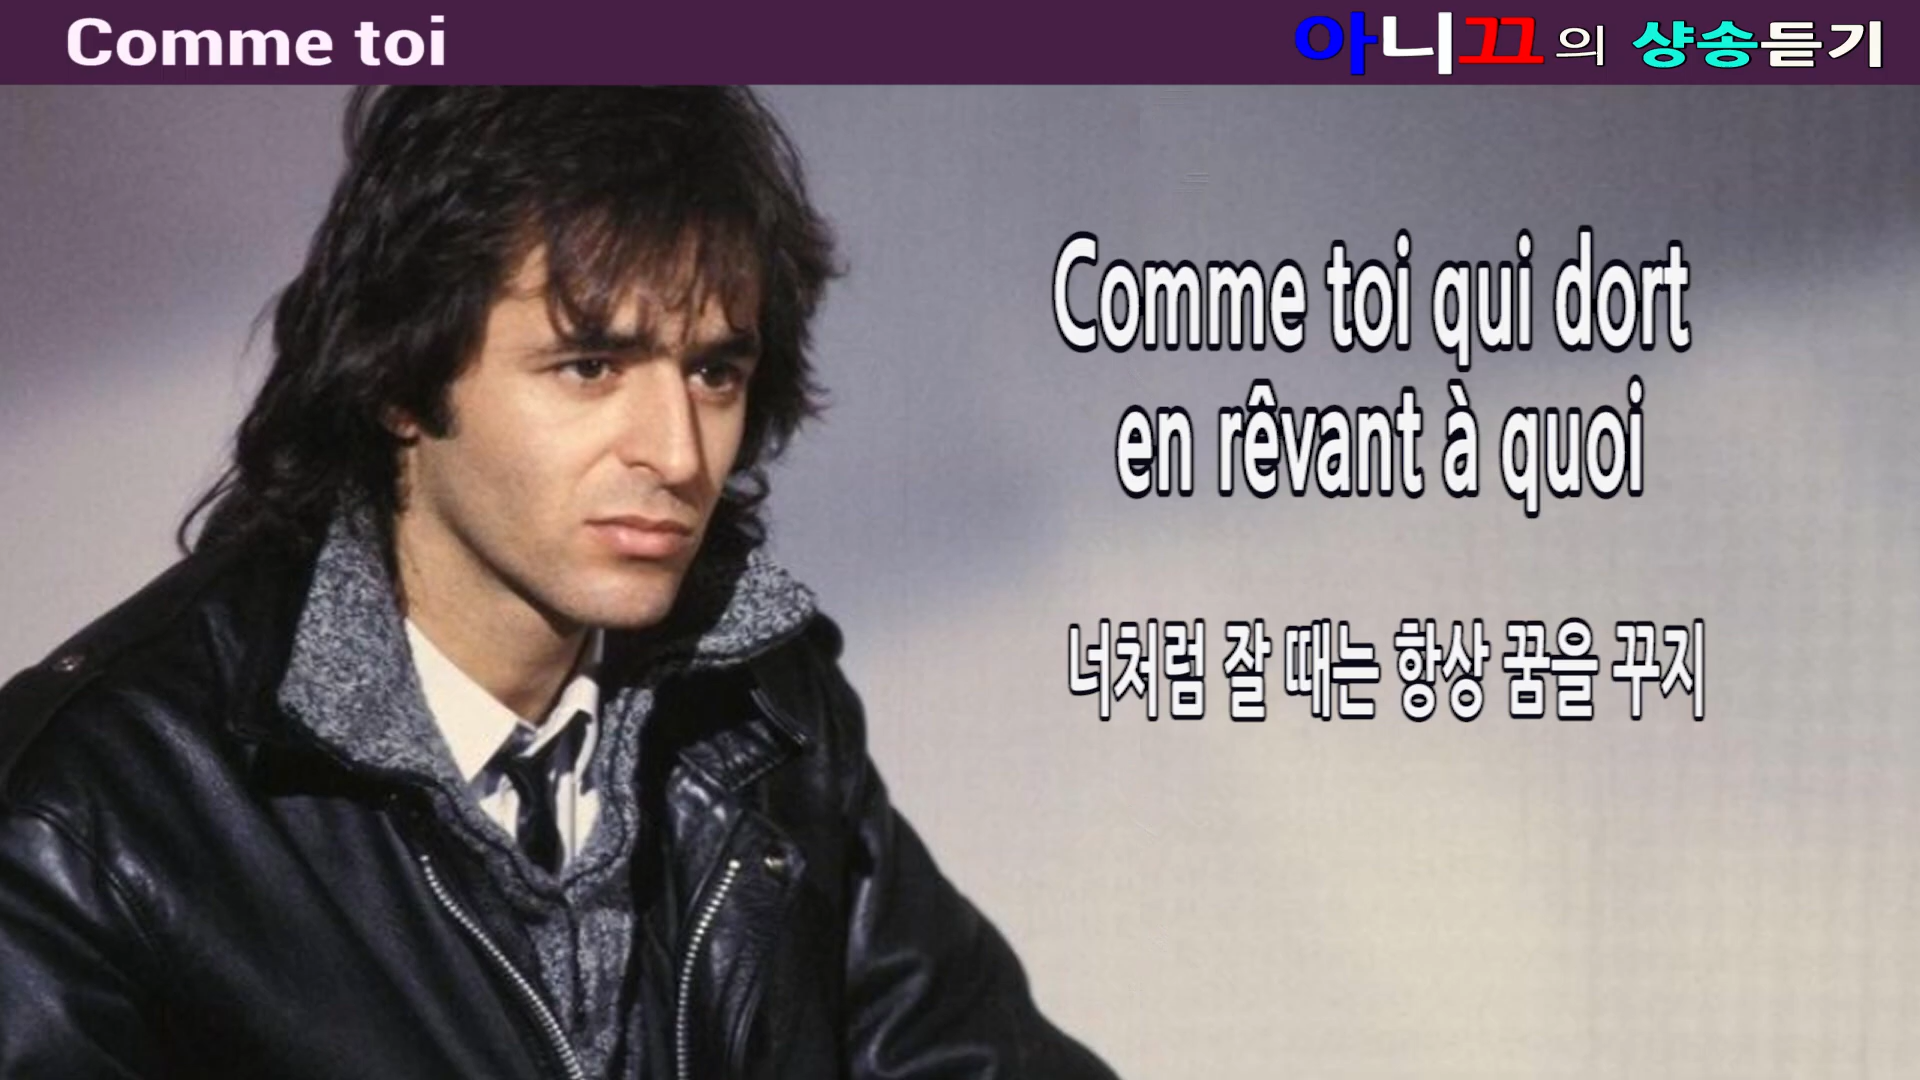 Comme toi
아니끄의 샹송듣기
Comme toi qui dort
en rêvant à quoi
너처럼 잘 때는 항상 꿈을 꾸지